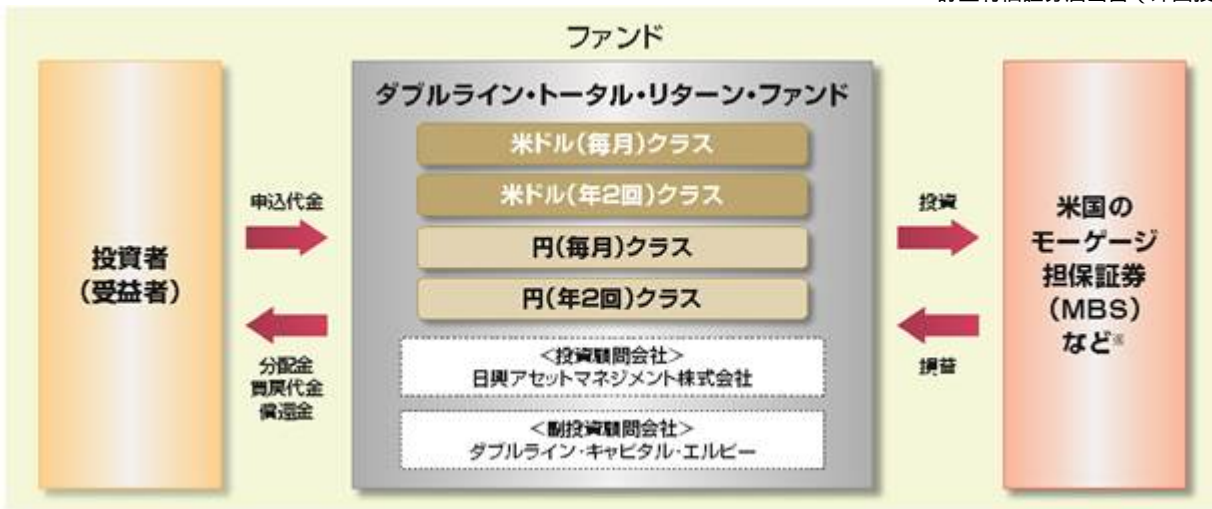 ファンド
ダブルライン・トータル・リターン・ファンド
米ドル(毎月)クラス
米ドル(年2回)クラス
円(毎月)クラス
円(年2回)クラス
<投資顧問会社>
日興アセットマネジメント株式会社
<副投資顧問会社>
ダブルライン・キャピタル・エルピー
投資者
(受益者)
申込代金
分配金
買戻代金
償還金
投資
損益
米国の
モーゲージ
担保証券
(MBS)
など※